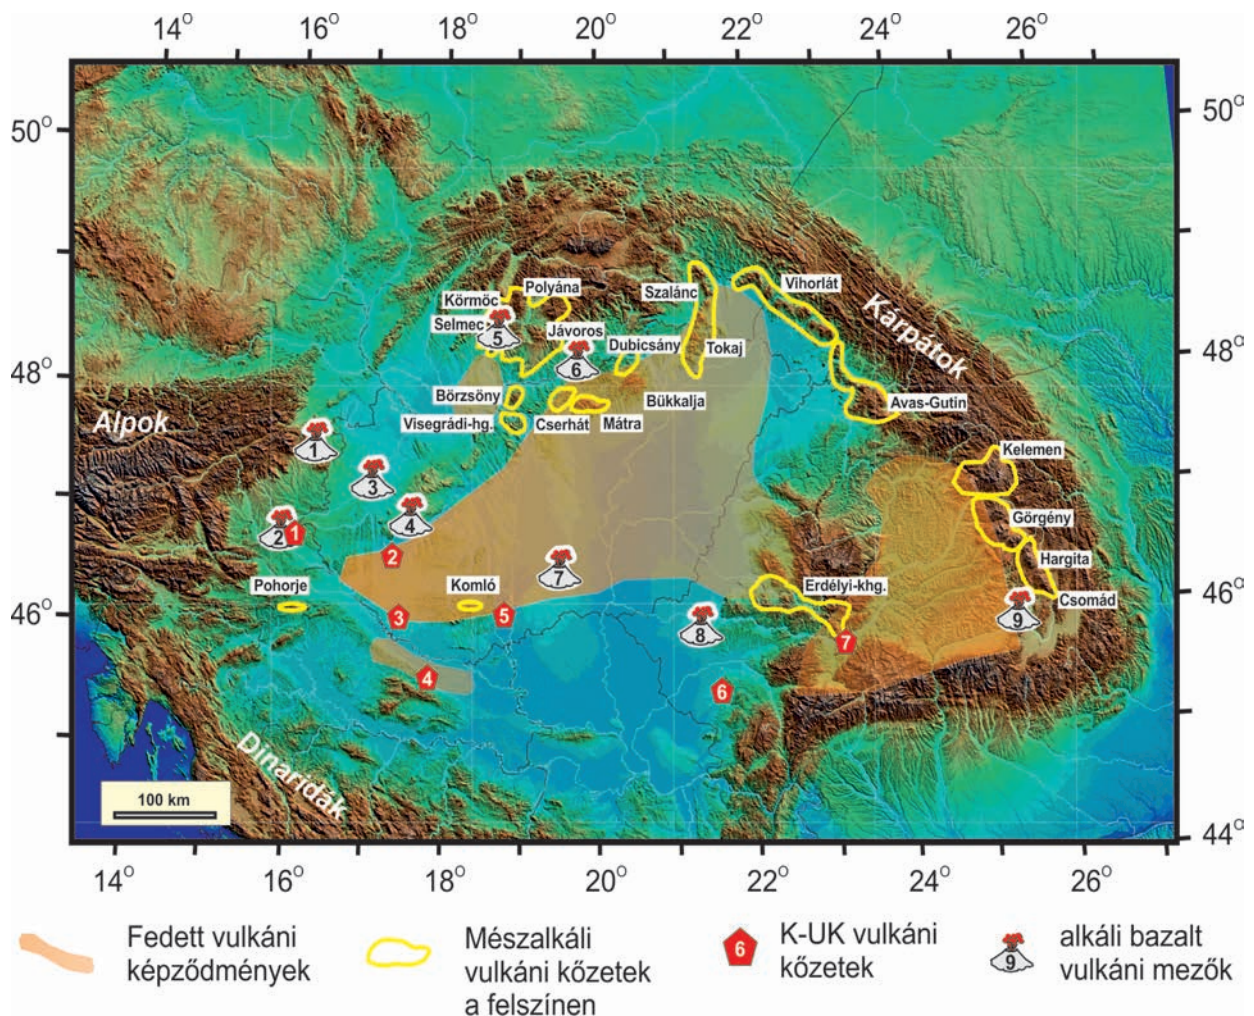 14° 16° 18° 20° 22° 24° 26°
50° 50°
Polyána
Vihorlát
Körmöc
Szalánc
Selmec
5
Jávoros
Kárpátok
Dubicsány
6
Tokaj
48° 48°
Börzsöny
Bükkalja
Avas-Gutin
Alpok
Visegrádi-hg.
Cserhát
Mátra
1
Kelemen
3
4
Görgény
2 1
2
Hargita
7
Pohorje
Komló
Erdélyi-khg.
46° 46°
Csomád
3
5
9
8
7
4
6
Dinaridák
100 km
44°
14° 16° 18° 20° 22° 24° 26°
Fedett vulkáni
képződmények
Mészalkáli
vulkáni kőzetek
a felszínen
6
K-UK vulkáni
kőzetek
9
alkáli bazalt
vulkáni mezők